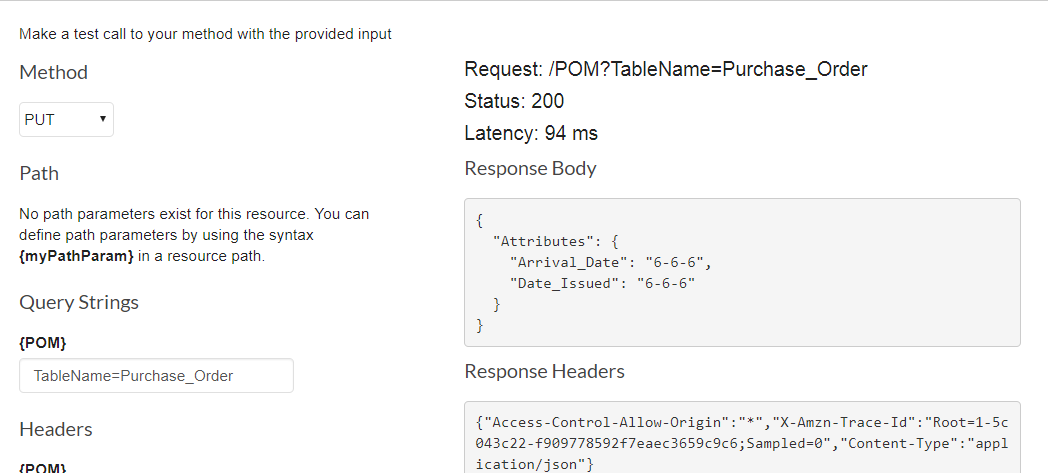 Make a test call to your method with the provided input
Method
PUT
Path
No path parameters exist for this resource. You can
define path parameters by using the syntax
{myPathParam} in a resource path.
Query Strings
{POM}
TableName=Purchase_Order
Headers
{POM}
Request: /POM?TableName=Purchase_Order
Status: 200
Latency: 94 ms
Response Body
{
"Attributes": {
"Arrival_Date": "6-6-6",
"Date_Issued": "6-6-6"
}
}
Response Headers
{"Access-Control-Allow-Origin":"*","X-Amzn-Trace-Id":"Root=1-5c
043c22-f909778592f7eaec3659c9c6;Sampled=0","Content-Type":"appl
ication/json"}